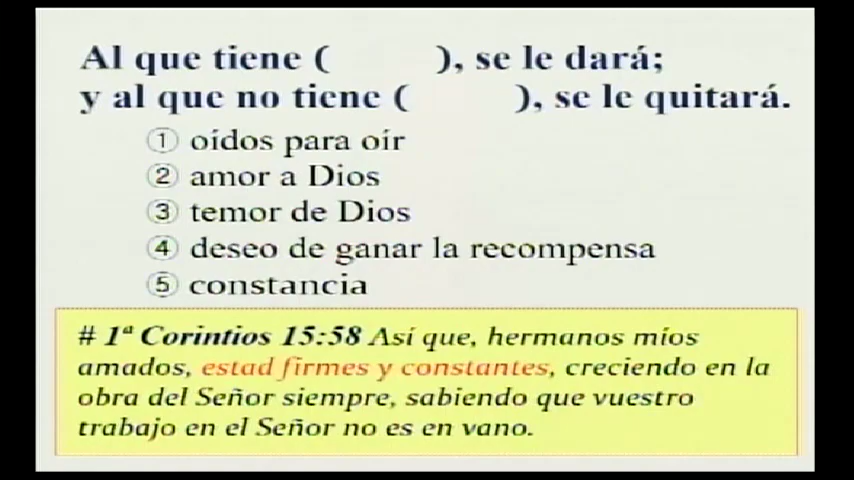 Al que tiene (          ), se le dará;
y al que no tiene (          ), se le quitará.
① oídos para oír
② amor a Dios
③ temor de Dios
④ deseo de ganar la recompensa
⑤ constancia
# 1ª Corintios 15:58 Así que, hermanos míos
amados, estad firmes y constantes, creciendo en la
obra del Señor siempre, sabiendo que vuestro
trabajo en el Señor no es en vano.